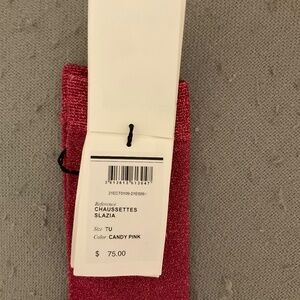 Reference
CHAUSSETTES
SLAZIA
Size TU
Color CANDY PINK
$ 75.00